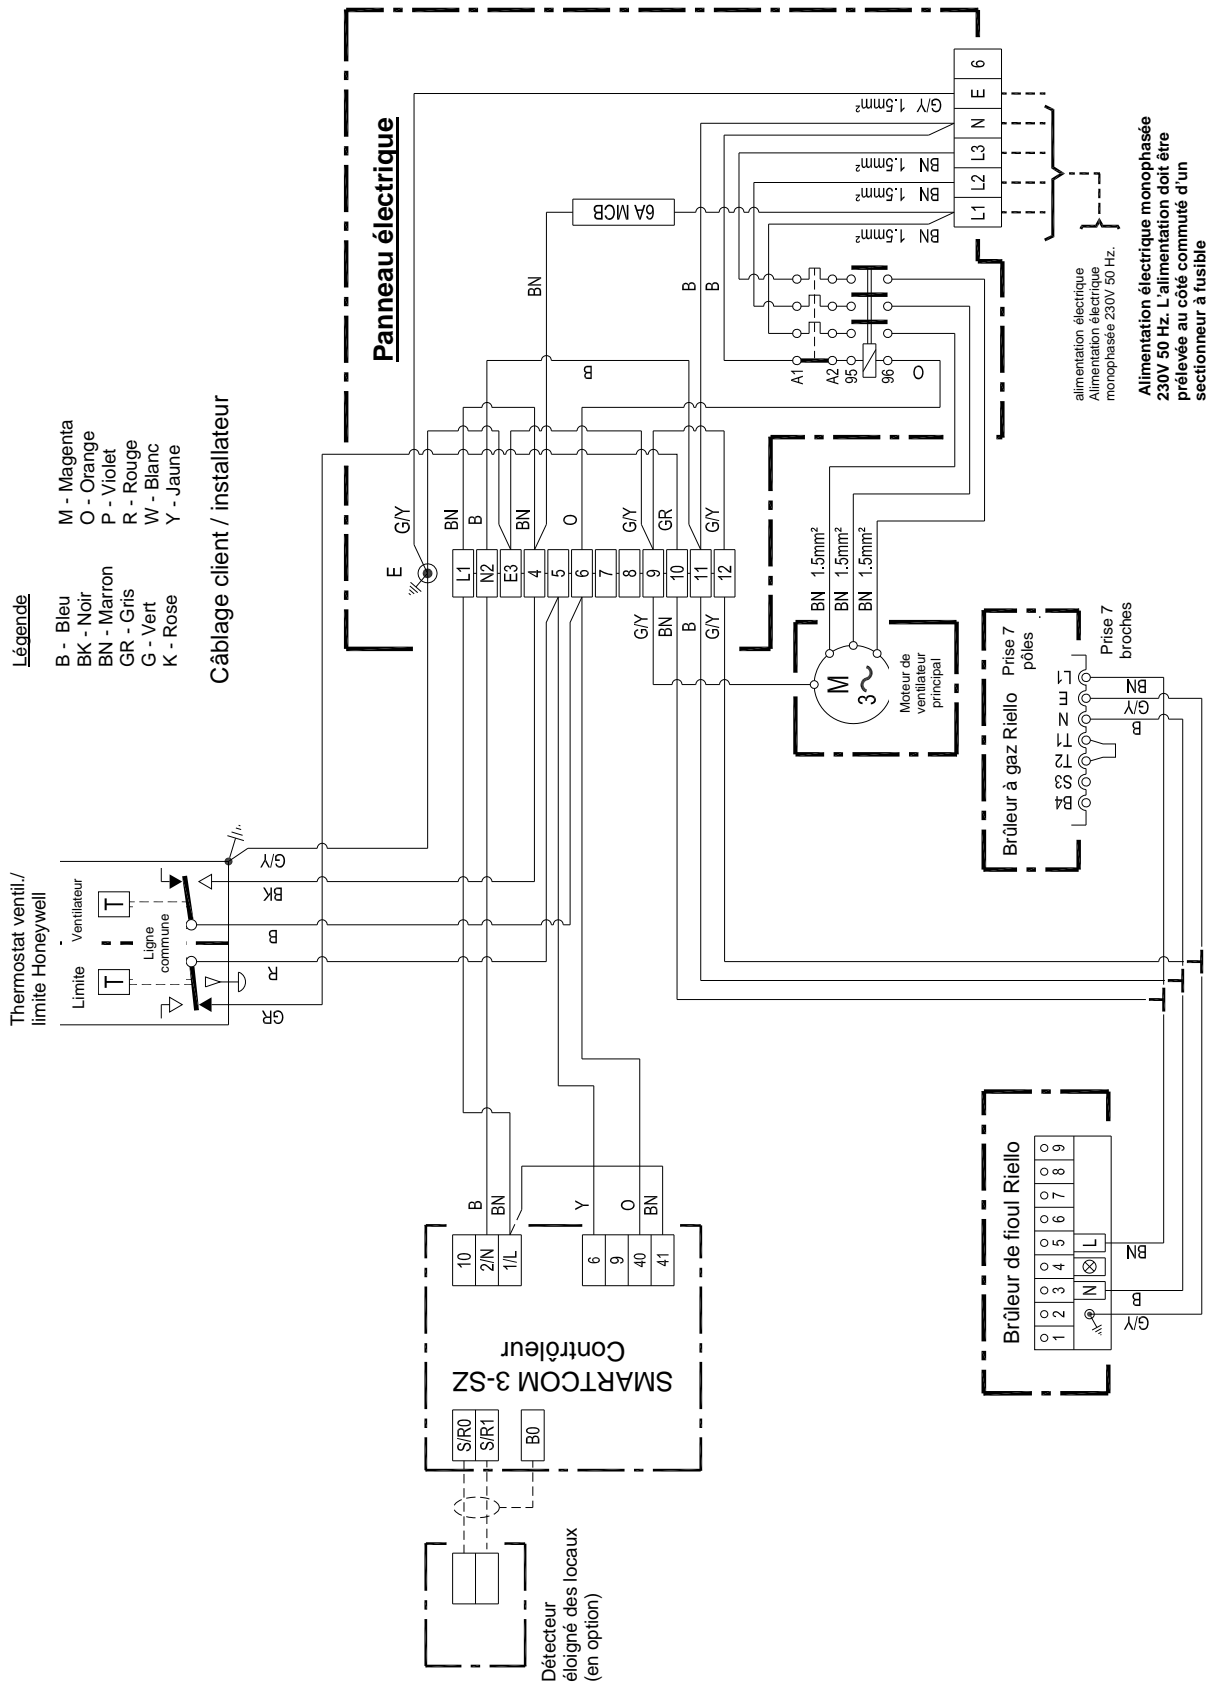 Légende
B - Bleu
BK - Noir
BN - Marron
GR - Gris
G - Vert
K - Rose
M - Magenta
O - Orange
P - Violet
R - Rouge
W - Blanc
Y - Jaune
Câblage client / installateur
Thermostat ventil./
limite Honeywell
Limite
Ventilateur
T
T
Ligne
commune
GR
R
B
BK
G/Y
Panneau électrique
E
G/Y
BN
B
BN
O
G/Y
GR
B
G/Y
L1
N2
E3
4
5
6
7
8
9
10
11
12
G/Y
BN
B
G/Y
BN
B
6A MCB
B
B
A1
A2
95
96
O
BN 1.5mm²
BN 1.5mm²
BN 1.5mm²
G/Y 1.5mm²
L1
L2
L3
N
E
6
alimentation électrique
Alimentation électrique
monophasée 230V 50 Hz.
Alimentation électrique monophasée
230V 50 Hz. L'alimentation doit être
prélevée au côté commuté d'un
sectionneur à fusible
BN 1.5mm²
BN 1.5mm²
BN 1.5mm²
M
3
Moteur de
ventilateur
principal
Brûleur à gaz Riello
Prise 7
pôles
Prise 7
broches
B4
S3
T2
T1
N
E
L1
BN
G/Y
B
Brûleur de fioul Riello
1
2
3
4
5
6
7
8
9
N
L
G/Y
B
BN
SMARTCOM 3-SZ
Contrôleur
10
2/N
1/L
B
BN
6
9
40
41
Y
O
BN
S/R0
S/R1
B0
Détecteur
éloigné des locaux
(en option)